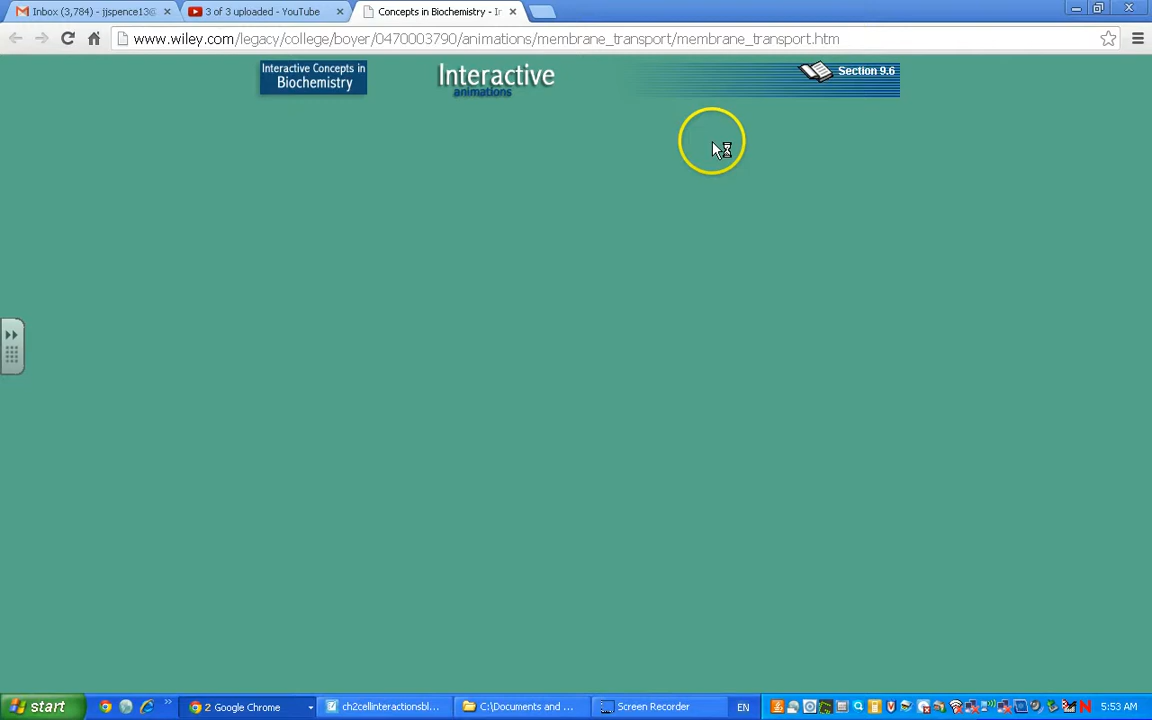 Inbox (3,784) - jjspence13@
3 of 3 uploaded - YouTube
Concepts in Biochemistry - Ir
www.wiley.com/legacy/college/boyer/0470003790/animations/membrane_transport/membrane_transport.htm
Interactive Concepts in
Biochemistry
Interactive
animations
Section 9.6
start
2 Google Chrome
ch2cellinteractionsbl...
C:\Documents and ...
Screen Recorder
EN
5:53 AM